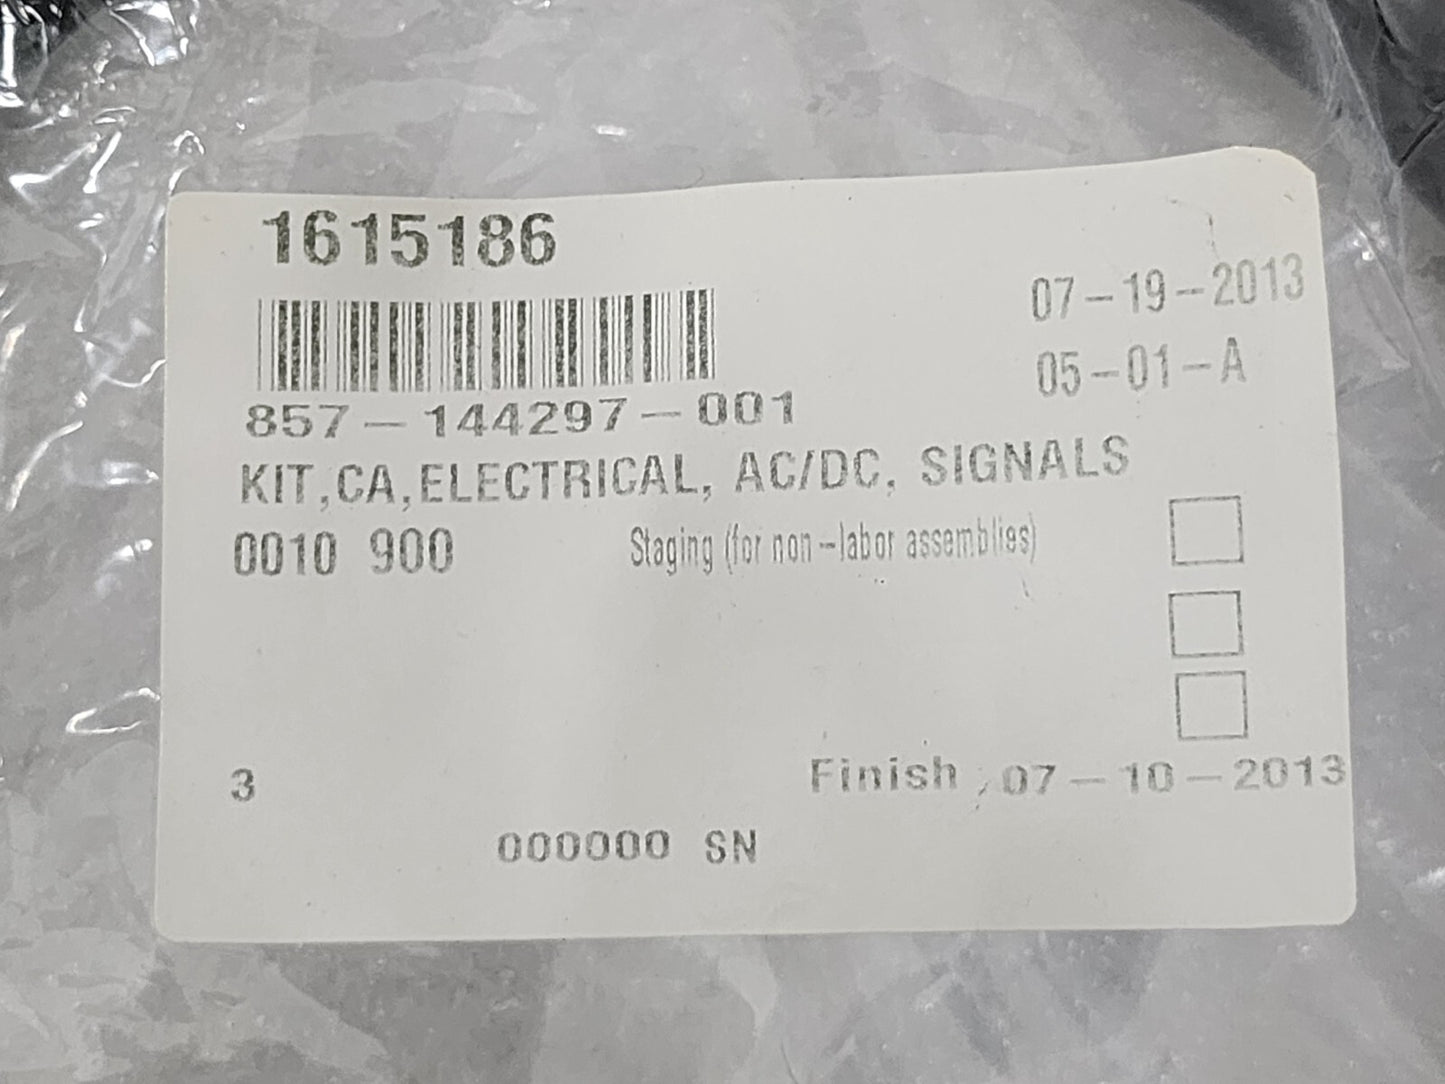 1615186
07-19-2013
05-01-A
857-144297-001
KIT,CA,ELECTRICAL, AC/DC, SIGNALS
0010 900 Staging (for non-labor assemblies)
3 Finish 07-10-2013
000000 SN